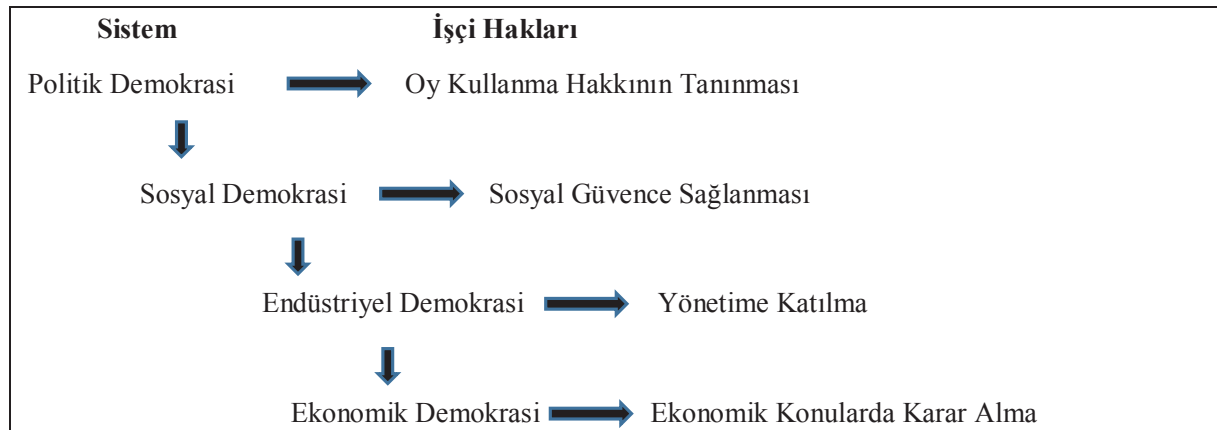 Sistem İşçi Hakları
Politik Demokrasi Oy Kullanma Hakkının Tanınması
Sosyal Demokrasi Sosyal Güvence Sağlanması
Endüstriyel Demokrasi Yönetime Katılma
Ekonomik Demokrasi Ekonomik Konularda Karar Alma